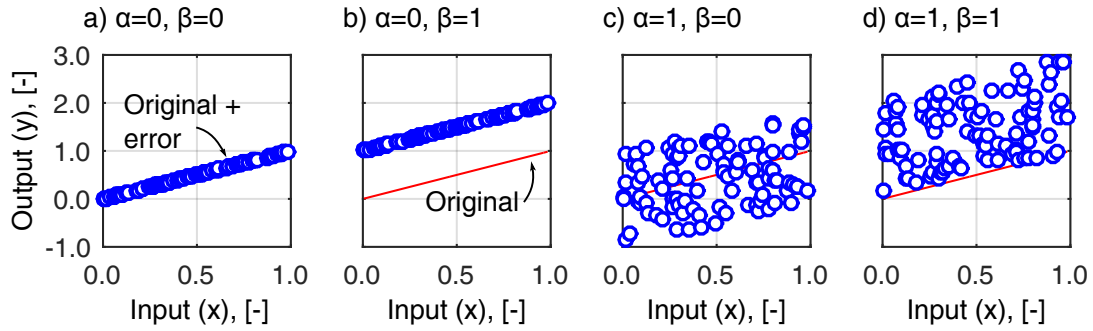 a) α=0, β=0
b) α=0, β=1
c) α=1, β=0
d) α=1, β=1
Output (y), [-]
3.0
2.0
1.0
0.0
-1.0
Original +
error
Original
0.0 0.5 1.0
0.0 0.5 1.0
0.0 0.5 1.0
0.0 0.5 1.0
Input (x), [-]
Input (x), [-]
Input (x), [-]
Input (x), [-]